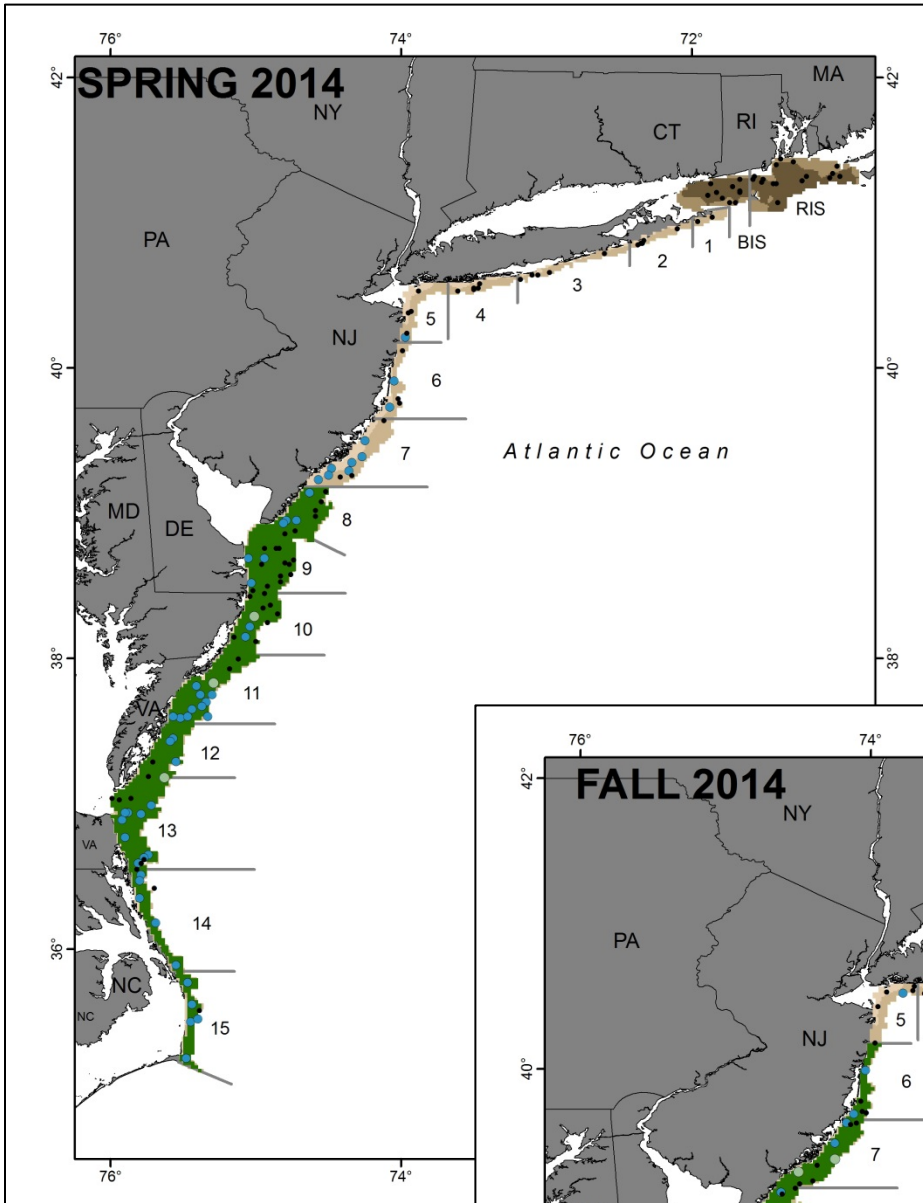 76°
74°
72°
42°
42°
SPRING 2014
NY
MA
CT
RI
PA
RIS
BIS
1
2
3
4
5
NJ
40°
40°
6
Atlantic Ocean
7
MD
DE
8
9
10
38°
38°
11
VA
12
13
VA
14
36°
NC
NC
15
76°
74°
76°
74°
42°
FALL 2014
NY
PA
5
NJ
40°
6
7